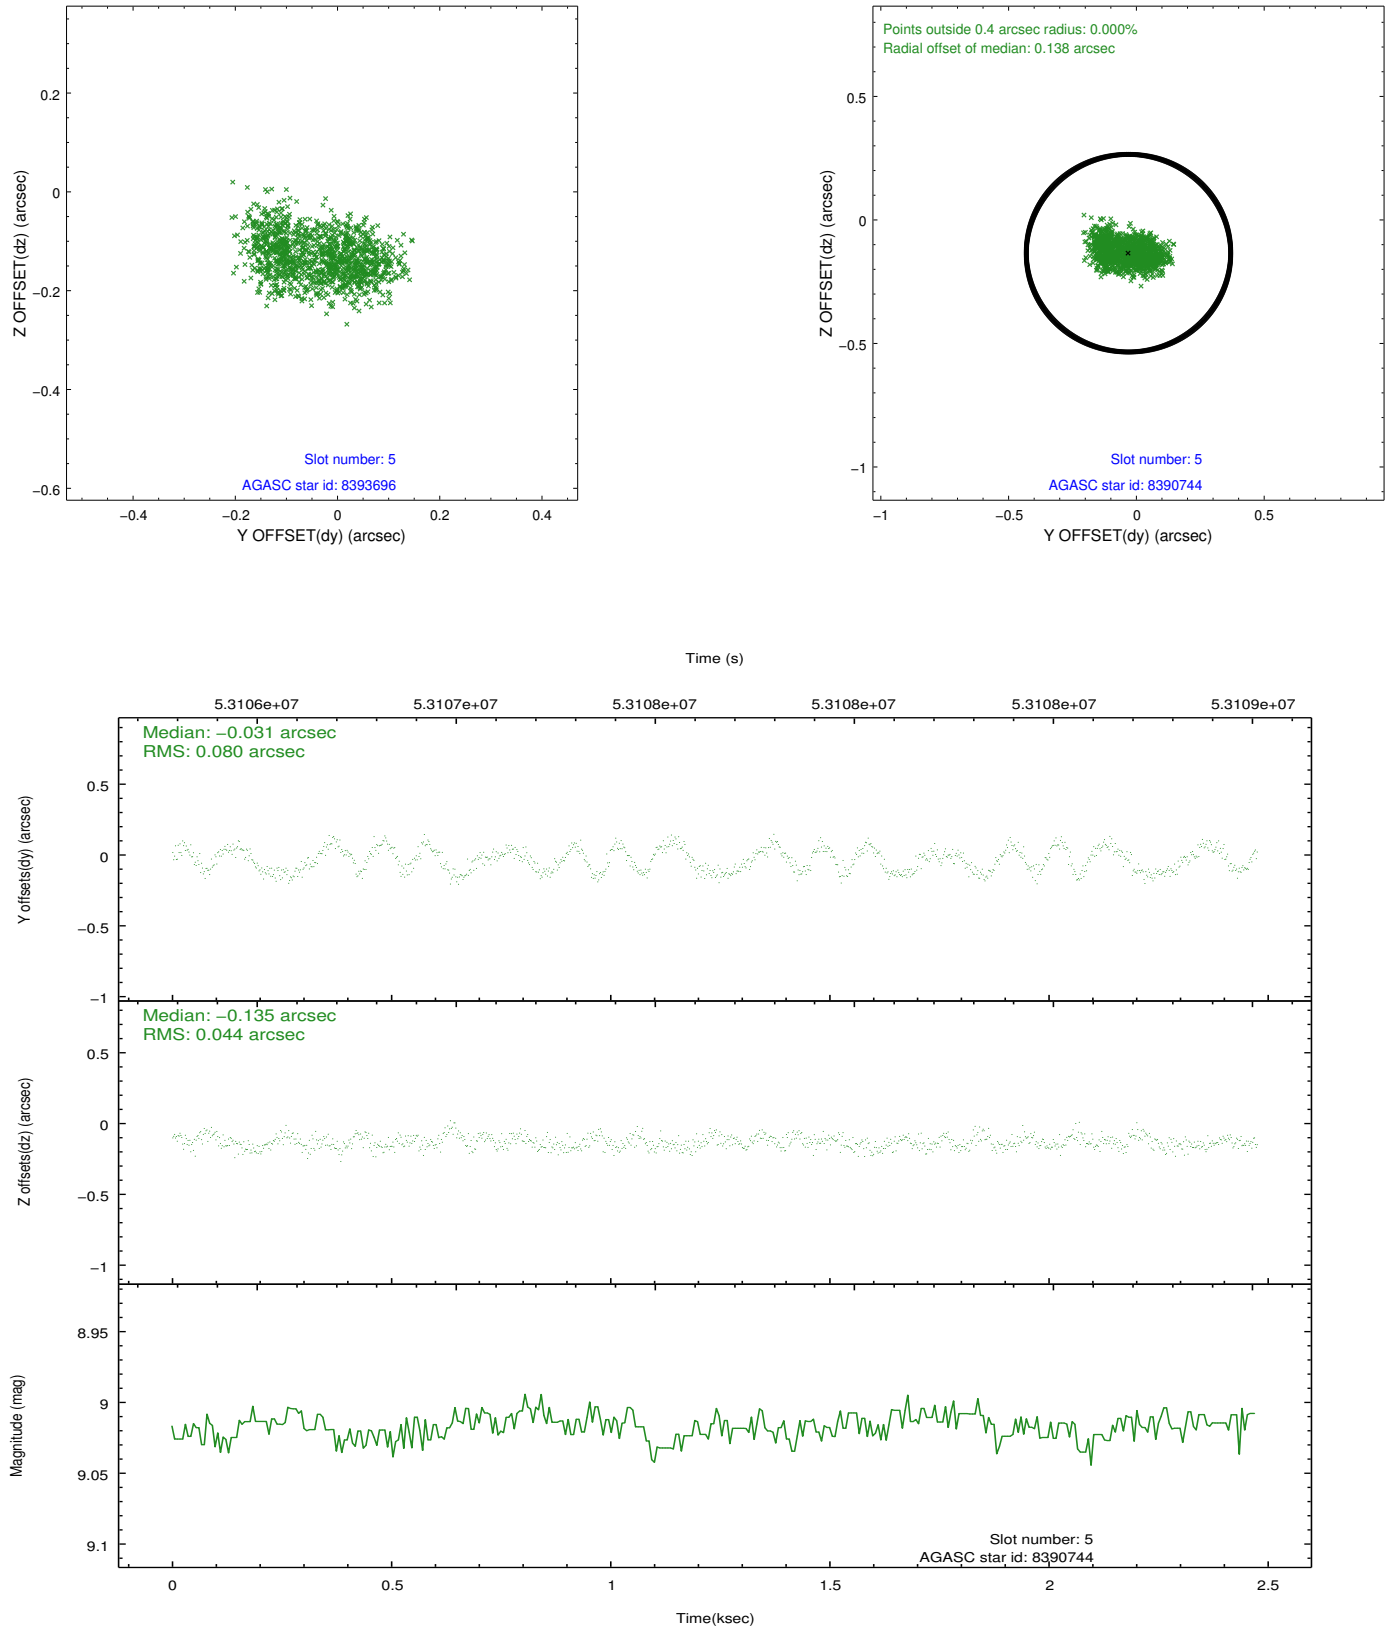 0.2
0
−0.2
−0.4
−0.6
Z OFFSET(dz) (arcsec)
−0.4
−0.2
0
0.2
0.4
Y OFFSET(dy) (arcsec)
Slot number: 5
AGASC star id: 8393696
Points outside 0.4 arcsec radius: 0.000%
Radial offset of median: 0.138 arcsec
0.5
0
−0.5
−1
Z OFFSET(dz) (arcsec)
Slot number: 5
AGASC star id: 8390744
−1
−0.5
0
0.5
Y OFFSET(dy) (arcsec)
Time (s)
5.3106e+07
5.3107e+07
5.3108e+07
5.3108e+07
5.3108e+07
5.3109e+07
Median: −0.031 arcsec
RMS: 0.080 arcsec
0.5
0
−0.5
−1
Y offsets(dy) (arcsec)
Median: −0.135 arcsec
RMS: 0.044 arcsec
0.5
0
−0.5
−1
Z offsets(dz) (arcsec)
8.95
9
9.05
9.1
Magnitude (mag)
Slot number: 5
AGASC star id: 8390744
0
0.5
1
1.5
2
2.5
Time(ksec)